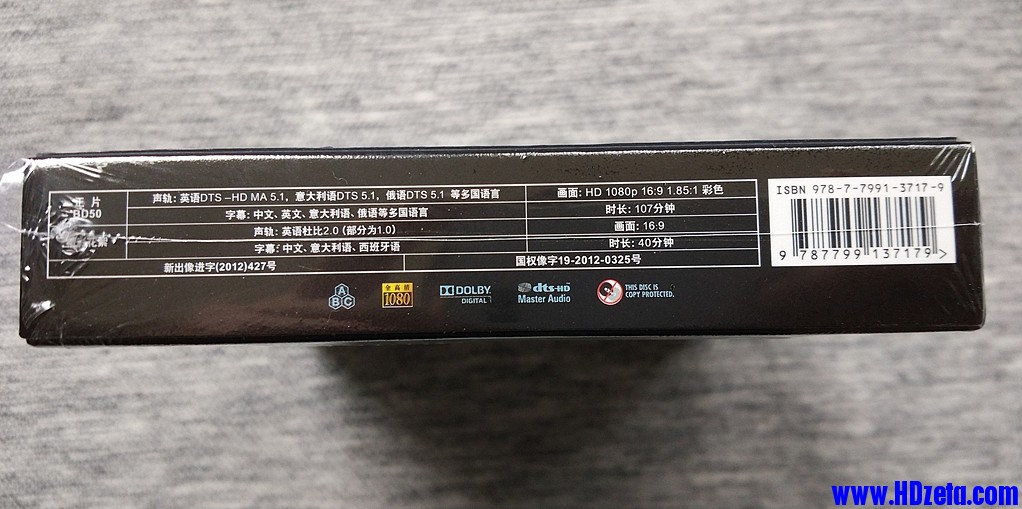 正片
BD50
声轨: 英语DTS –HD MA 5.1, 意大利语DTS 5.1, 俄语DTS 5.1 等多国语言
画面: HD 1080p 16:9 1.85:1 彩色
字幕: 中文、英文、意大利语、俄语等多国语言
时长: 107分钟
声轨: 英语杜比2.0 (部分为1.0)
画面: 16:9
字幕: 中文、意大利语、西班牙语
时长: 40分钟
新出像进字(2012)427号
国权像字19-2012-0325号
ISBN 978-7-7991-3717-9
9 787799 137179 >
A B C
全高清
1080
DOLBY
DIGITAL
dts-HD
Master Audio
THIS DISC IS
COPY PROTECTED.
www.HDzeta.com